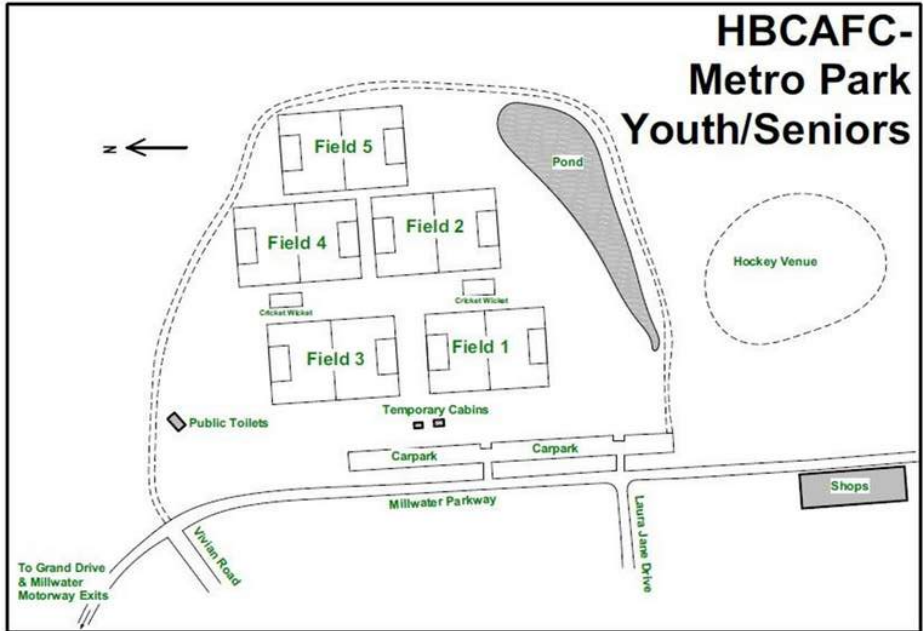 HBCAFC-
Metro Park
Youth/Seniors
N
Field 5
Pond
Field 2
Field 4
Hockey Venue
Cricket Wicket
Cricket Wicket
Field 1
Field 3
Temporary Cabins
Public Toilets
Carpark
Carpark
Shops
Millwater Parkway
Laura Jane Drive
Vivian Road
To Grand Drive
& Millwater
Motorway Exits